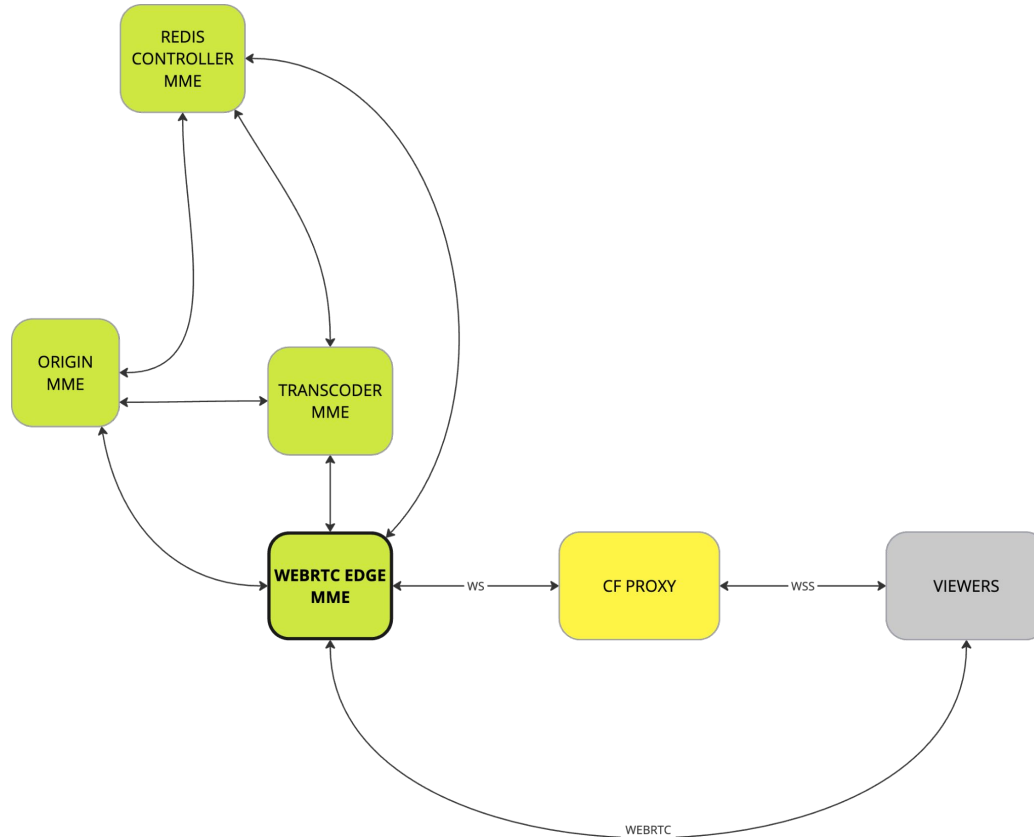 REDIS
CONTROLLER
MME
ORIGIN
MME
TRANSCODER
MME
WEBRTC EDGE
MME
WS
CF PROXY
WSS
VIEWERS
WEBRTC